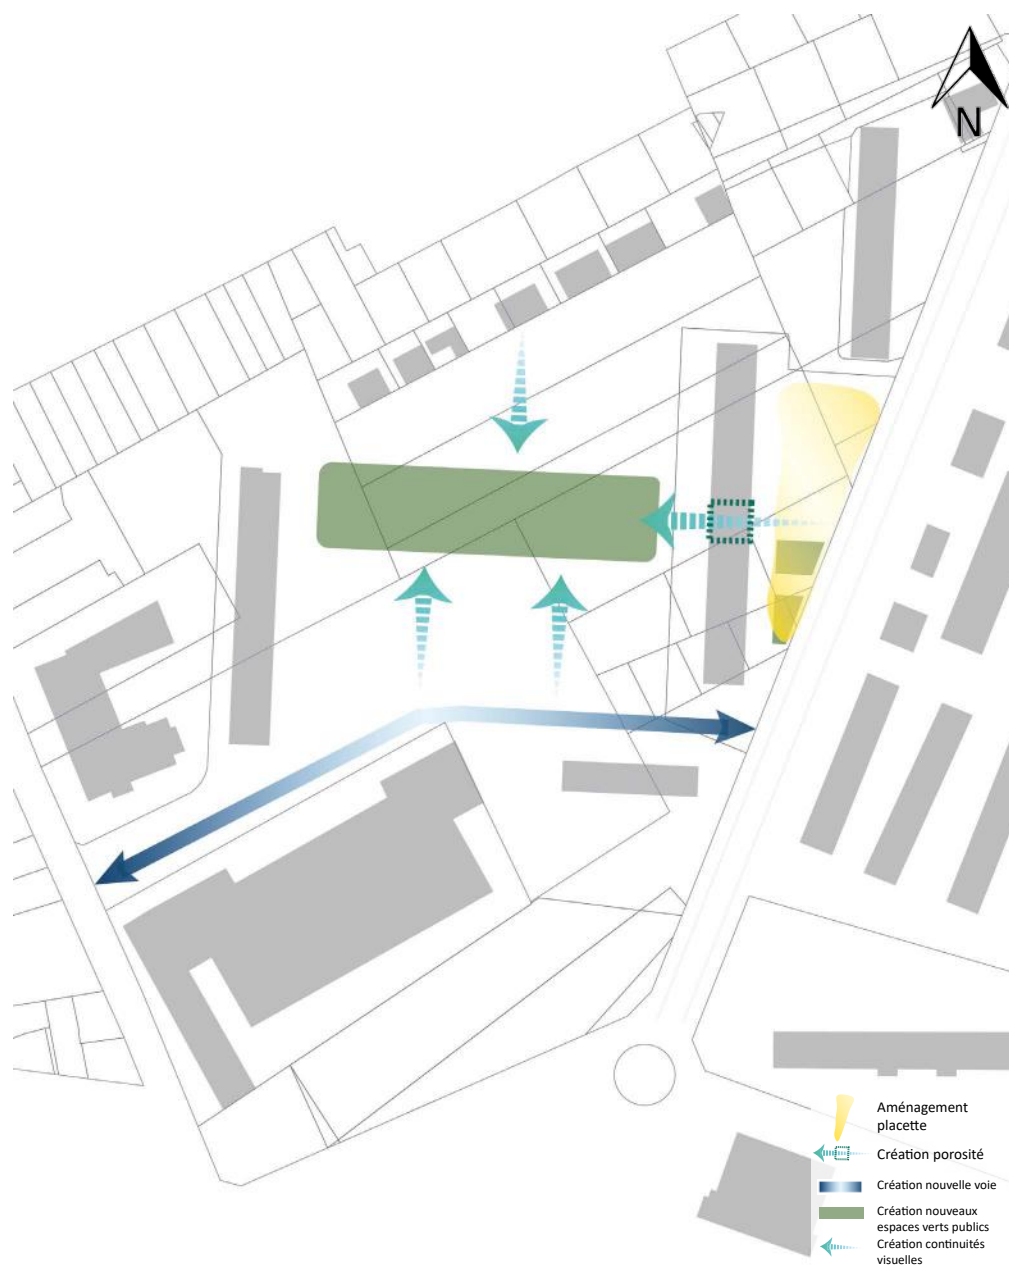 N
Aménagement
placette
Création porosité
Création nouvelle voie
Création nouveaux
espaces verts publics
Création continuités
visuelles